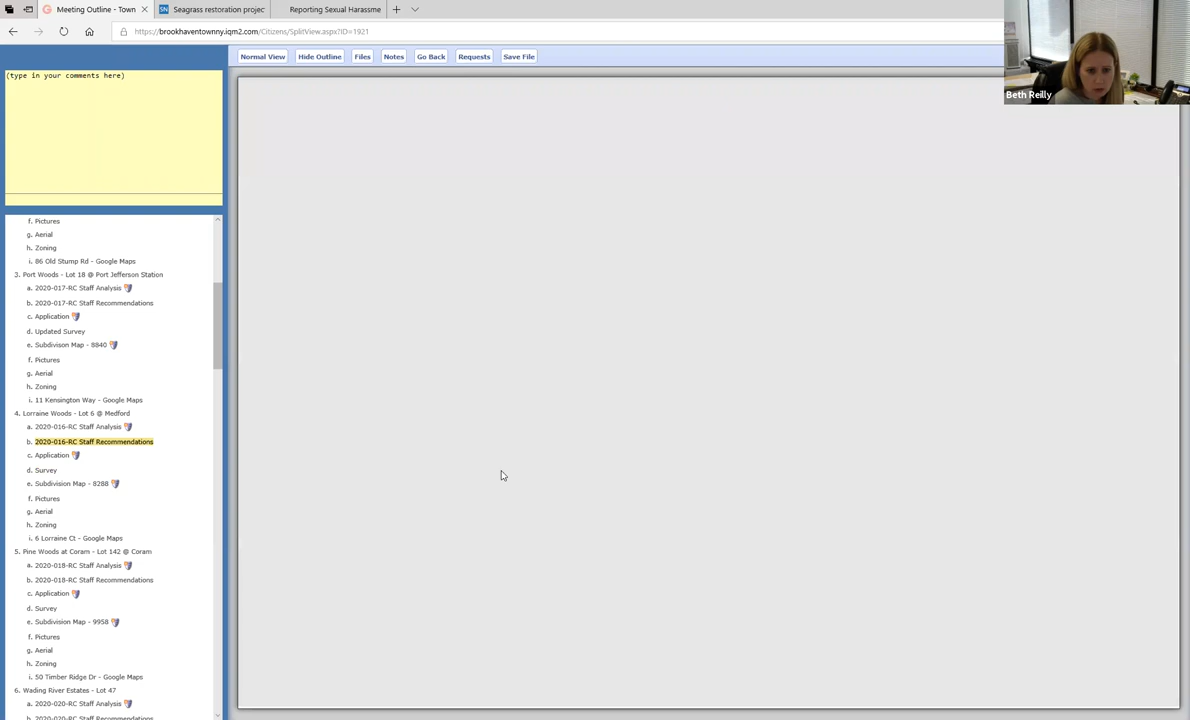 Meeting Outline - Town
Seagrass restoration projec
Reporting Sexual Harassme
https://brookhaventownny.iqm2.com/Citizens/SplitView.aspx?ID=1921
Normal View
Hide Outline
Files
Notes
Go Back
Requests
Save File
Beth Reilly
(type in your comments here)
f. Pictures
g. Aerial
h. Zoning
i. 86 Old Stump Rd - Google Maps
3. Port Woods - Lot 18 @ Port Jefferson Station
a. 2020-017-RC Staff Analysis
b. 2020-017-RC Staff Recommendations
c. Application
d. Updated Survey
e. Subdivison Map - 8840
f. Pictures
g. Aerial
h. Zoning
i. 11 Kensington Way - Google Maps
4. Lorraine Woods - Lot 6 @ Medford
a. 2020-016-RC Staff Analysis
b. 2020-016-RC Staff Recommendations
c. Application
d. Survey
e. Subdivision Map - 8288
f. Pictures
g. Aerial
h. Zoning
i. 6 Lorraine Ct - Google Maps
5. Pine Woods at Coram - Lot 142 @ Coram
a. 2020-018-RC Staff Analysis
b. 2020-018-RC Staff Recommendations
c. Application
d. Survey
e. Subdivision Map - 9958
f. Pictures
g. Aerial
h. Zoning
i. 50 Timber Ridge Dr - Google Maps
6. Wading River Estates - Lot 47
a. 2020-020-RC Staff Analysis
b. 2020-020-RC Staff Recommendations